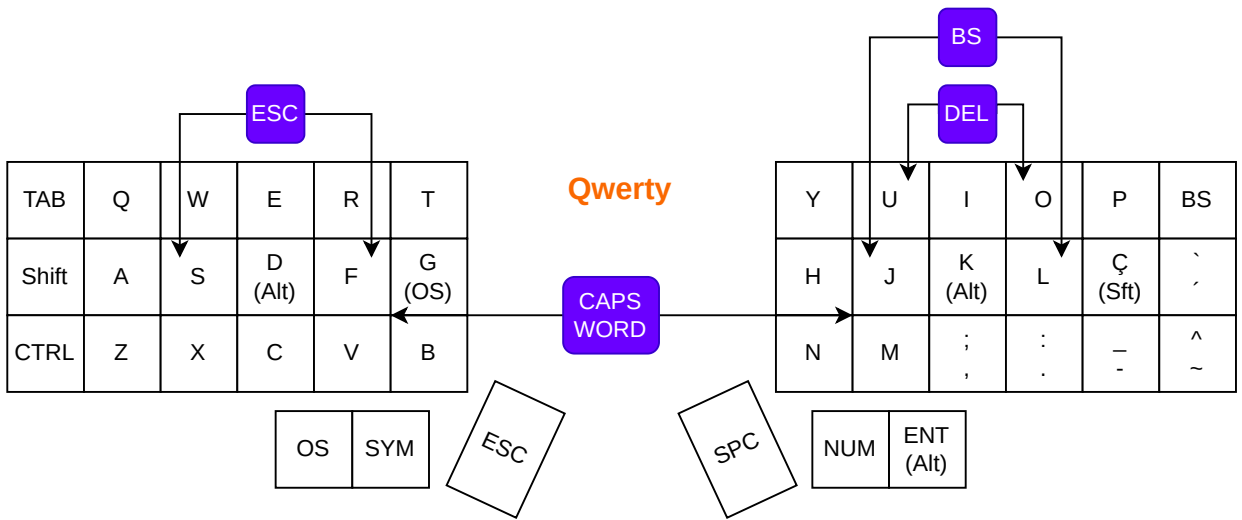 BS
ESC
DEL
TAB Q W E R T
Qwerty
Y U I O P BS
Shift A S D (Alt) F G (OS)
CAPS
WORD
H J K (Alt) L Ç (Sft) ` ´
CTRL Z X C V B
N M ; , : . _ - ^ ~
OS SYM ESC
SPC NUM ENT (Alt)